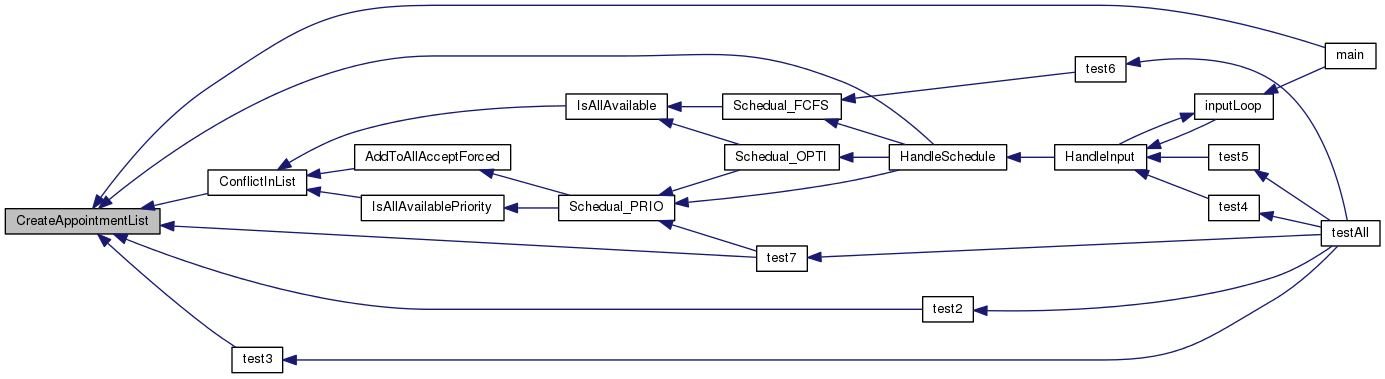 main
test6
IsAllAvailable
Schedual_FCFS
inputLoop
AddToAllAcceptForced
Schedual_OPTI
HandleSchedule
HandleInput
test5
ConflictInList
IsAllAvailablePriority
Schedual_PRIO
test4
CreateAppointmentList
testAll
test7
test2
test3